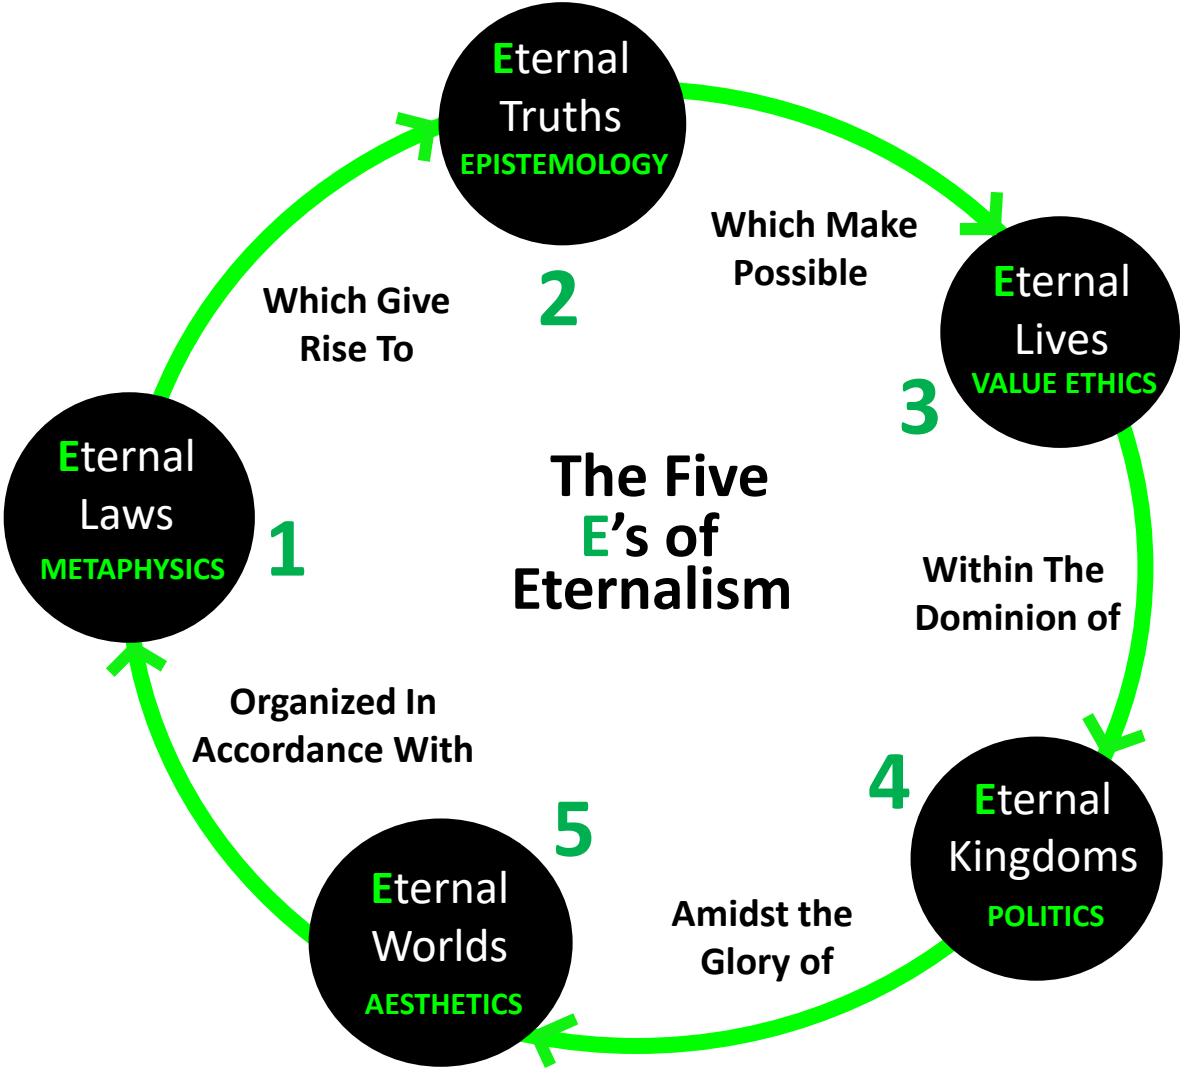 The Five
E's of
Eternalism
Eternal
Laws
METAPHYSICS
1
Which Give
Rise To
Eternal
Truths
EPISTEMOLOGY
2
Which Make
Possible
Eternal
Lives
VALUE ETHICS
3
Within The
Dominion of
Eternal
Kingdoms
POLITICS
4
Amidst the
Glory of
Eternal
Worlds
AESTHETICS
5
Organized In
Accordance With